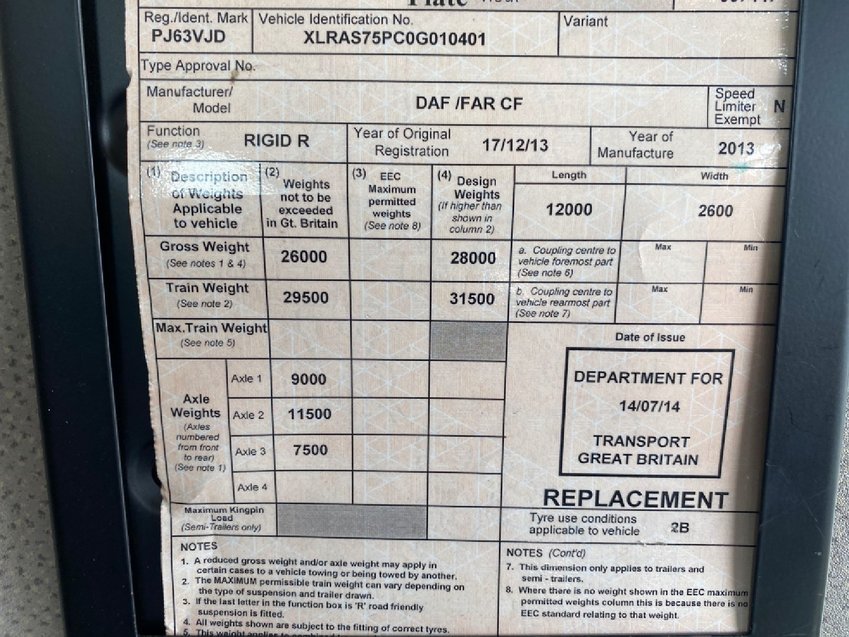 Plate
Reg./Ident. Mark Vehicle Identification No. Variant
PJ63VJD XLRAS75PC0G010401
Type Approval No.
Manufacturer/
Model
DAF /FAR CF
Speed
Limiter
Exempt
N
Function
(See note 3)
RIGID R
Year of Original
Registration
17/12/13
Year of
Manufacture
2013
(1) Description
of Weights
Applicable
to vehicle
(2) Weights
not to be
exceeded
in Gt. Britain
(3) EEC
Maximum
permitted
weights
(See note 8)
(4) Design
Weights
(If higher than
shown in
column 2)
Length
12000
Width
2600
Gross Weight
(See notes 1 & 4)
26000
28000
a. Coupling centre to
vehicle foremost part
(See note 6)
Max
Min
Train Weight
(See note 2)
29500
31500
b. Coupling centre to
vehicle rearmost part
(See note 7)
Max
Min
Max.Train Weight
(See note 5)
Axle
Weights
(Axles
numbered
from front
to rear)
(See note 1)
Axle 1 9000
Axle 2 11500
Axle 3 7500
Axle 4
Maximum Kingpin
Load
(Semi-Trailers only)
Date of Issue
DEPARTMENT FOR
14/07/14
TRANSPORT
GREAT BRITAIN
REPLACEMENT
Tyre use conditions
applicable to vehicle
2B
NOTES
1. A reduced gross weight and/or axle weight may apply in
certain cases to a vehicle towing or being towed by another.
2. The MAXIMUM permissible train weight can vary depending on
the type of suspension and trailer drawn.
3. If the last letter in the function box is 'R' road friendly
suspension is fitted.
4. All weights shown are subject to the fitting of correct tyres.
5. This weight applies to
NOTES (Cont'd)
7. This dimension only applies to trailers and
semi - trailers.
8. Where there is no weight shown in the EEC maximum
permitted weights column this is because there is no
EEC standard relating to that weight.